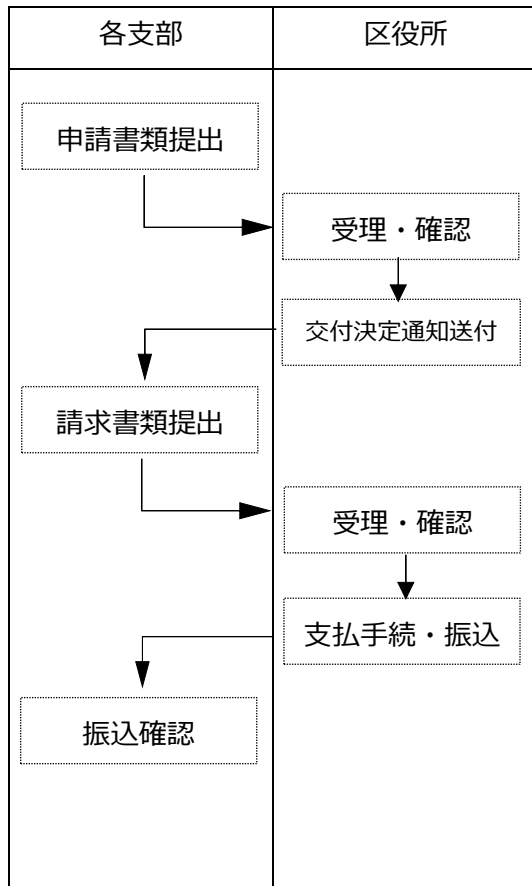 各支部
区役所
申請書類提出
受理・確認
交付決定通知送付
請求書類提出
受理・確認
支払手続・振込
振込確認